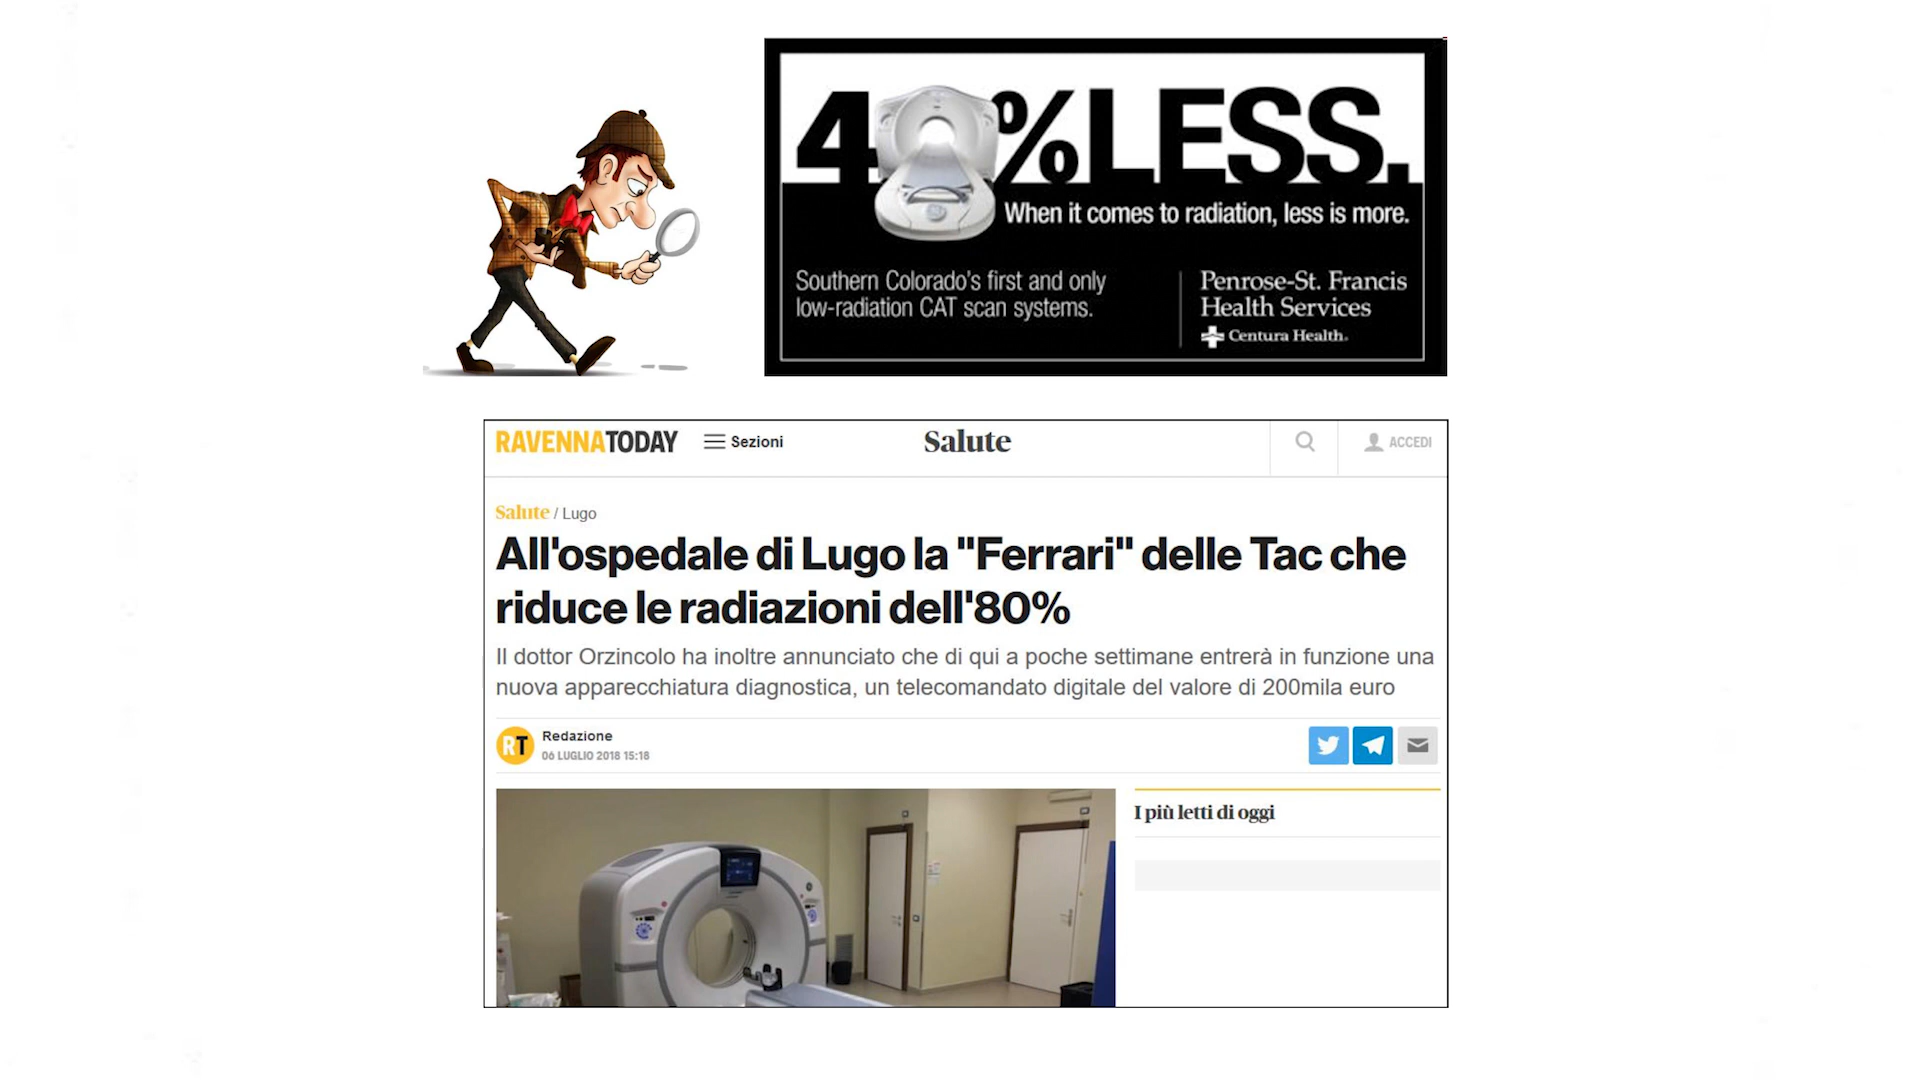 4 %LESS.
When it comes to radiation, less is more.
Southern Colorado's first and only
low-radiation CAT scan systems.
Penrose-St. Francis
Health Services
Centura Health®
RAVENNATODAY
Sezioni
Salute
ACCEDI
Salute / Lugo
All'ospedale di Lugo la "Ferrari" delle Tac che
riduce le radiazioni dell'80%
Il dottor Orzincolo ha inoltre annunciato che di qui a poche settimane entrerà in funzione una
nuova apparecchiatura diagnostica, un telecomandato digitale del valore di 200mila euro
RT
Redazione
06 LUGLIO 2018 15:18
I più letti di oggi